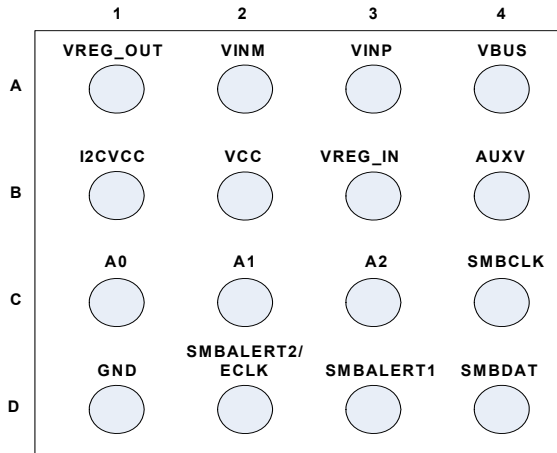 1 2 3 4
VREG_OUT VINM VINP VBUS
A
I2CVCC VCC VREG_IN AUXV
B
A0 A1 A2 SMBCLK
C
SMBALERT2/
GND ECLK SMBALERT1 SMBDAT
D